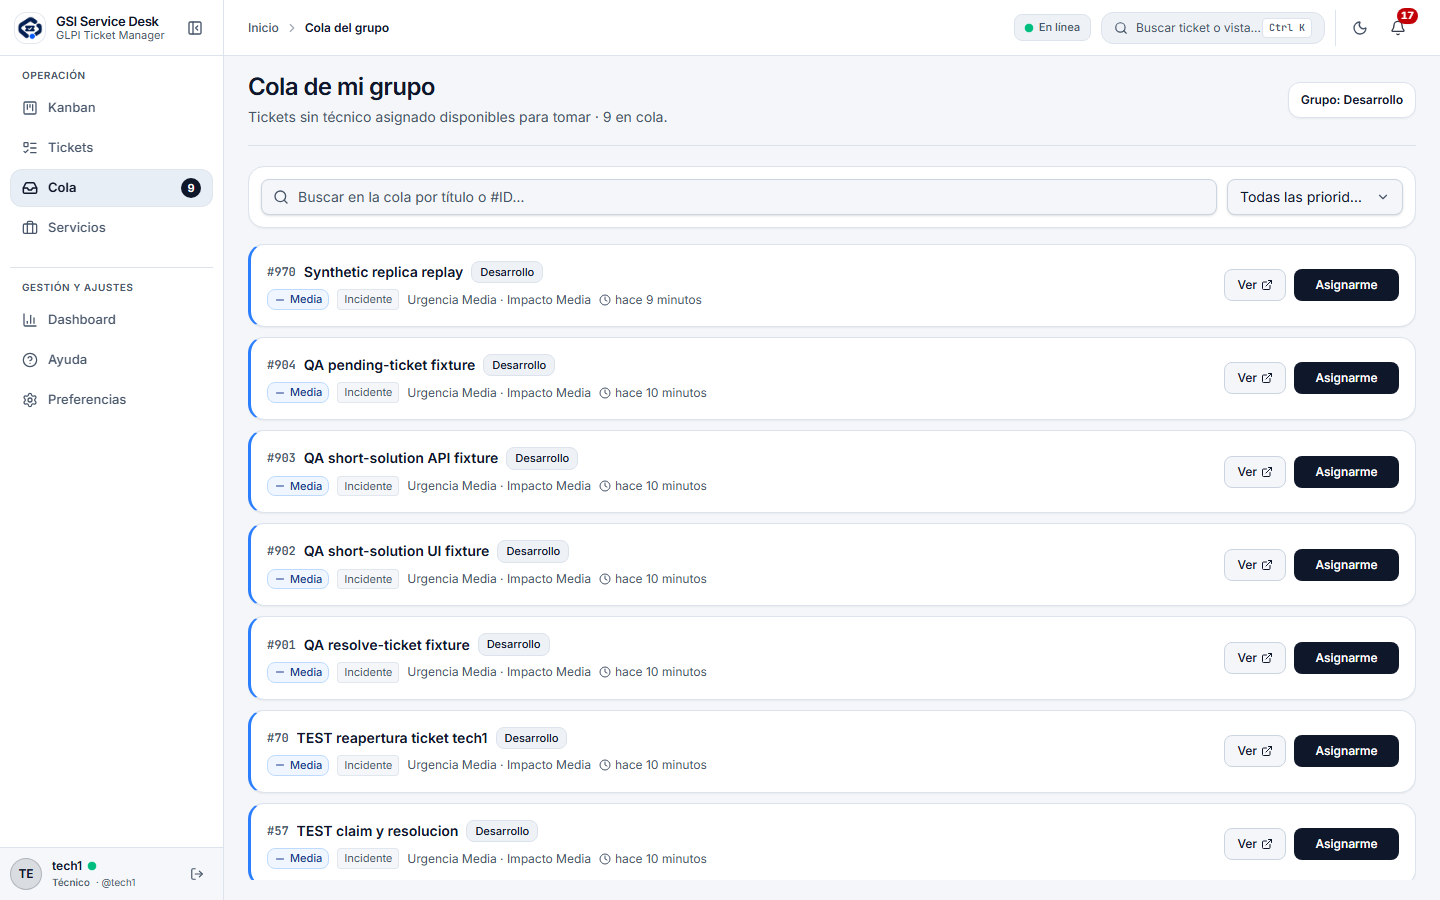 GSI Service Desk
GLPI Ticket Manager
OPERACIÓN
Kanban
Tickets
Cola 9
Servicios
GESTIÓN Y AJUSTES
Dashboard
Ayuda
Preferencias
TE tech1
Técnico · @tech1
Inicio Cola del grupo
En línea
Buscar ticket o vista... Ctrl K
17
Cola de mi grupo
Tickets sin técnico asignado disponibles para tomar · 9 en cola.
Grupo: Desarrollo
Buscar en la cola por título o #ID...
Todas las priorid...
#970 Synthetic replica replay Desarrollo
Media Incidente Urgencia Media · Impacto Media hace 9 minutos
Ver Asignarme
#904 QA pending-ticket fixture Desarrollo
Media Incidente Urgencia Media · Impacto Media hace 10 minutos
Ver Asignarme
#903 QA short-solution API fixture Desarrollo
Media Incidente Urgencia Media · Impacto Media hace 10 minutos
Ver Asignarme
#902 QA short-solution UI fixture Desarrollo
Media Incidente Urgencia Media · Impacto Media hace 10 minutos
Ver Asignarme
#901 QA resolve-ticket fixture Desarrollo
Media Incidente Urgencia Media · Impacto Media hace 10 minutos
Ver Asignarme
#70 TEST reapertura ticket tech1 Desarrollo
Media Incidente Urgencia Media · Impacto Media hace 10 minutos
Ver Asignarme
#57 TEST claim y resolucion Desarrollo
Media Incidente Urgencia Media · Impacto Media hace 10 minutos
Ver Asignarme